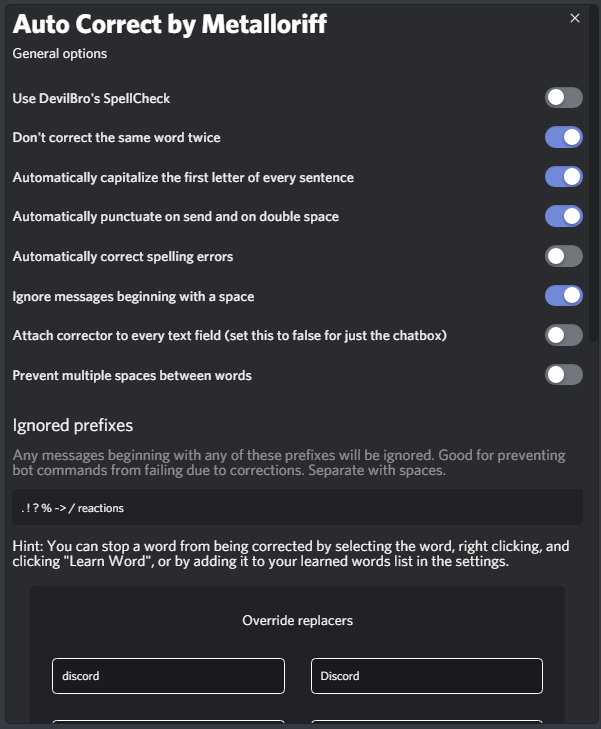 Auto Correct by Metalloriff
General options
Use DevilBro's SpellCheck
Don't correct the same word twice
Automatically capitalize the first letter of every sentence
Automatically punctuate on send and on double space
Automatically correct spelling errors
Ignore messages beginning with a space
Attach corrector to every text field (set this to false for just the chatbox)
Prevent multiple spaces between words
Ignored prefixes
Any messages beginning with any of these prefixes will be ignored. Good for preventing
bot commands from failing due to corrections. Separate with spaces.
. ! ? % -> / reactions
Hint: You can stop a word from being corrected by selecting the word, right clicking, and
clicking "Learn Word", or by adding it to your learned words list in the settings.
Override replacers
discord Discord